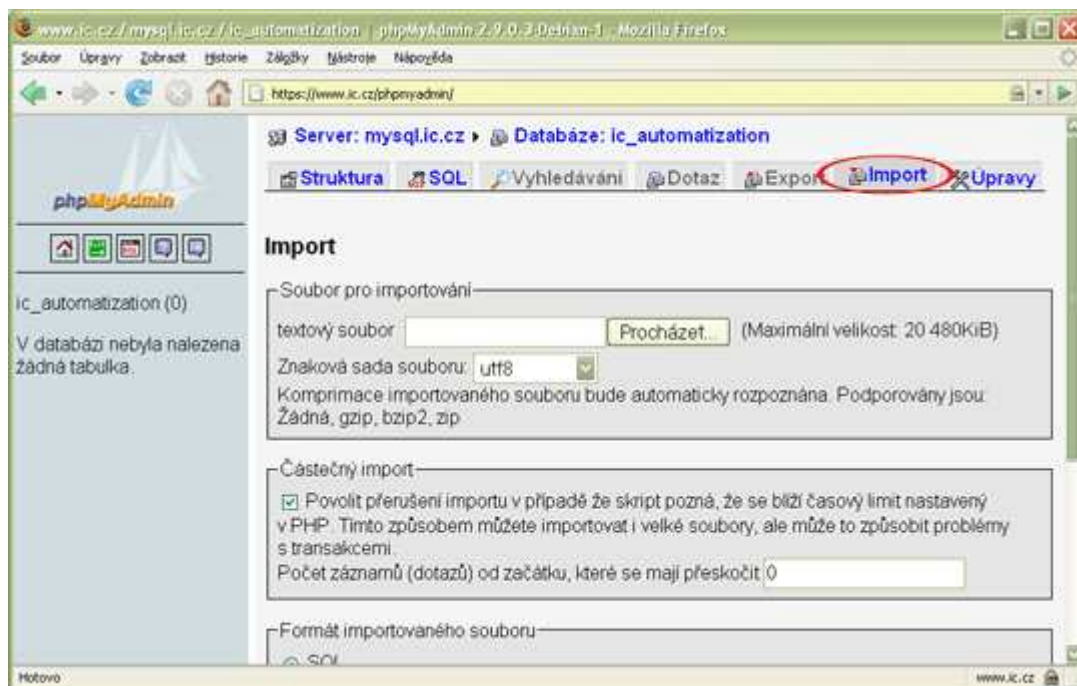 www.ic.cz / mysql.ic.cz / ic_automatization | phpMyAdmin 2.9.0.3-Debian-1 - Mozilla Firefox
Soubor Úpravy Zobrazit Historie Záložky Nástroje Nápověda
https://www.ic.cz/phpmyadmin/
phpMyAdmin
ic_automatization (0)
V databázi nebyla nalezena
žádná tabulka.
Server: mysql.ic.cz Databáze: ic_automatization
Struktura SQL Vyhledávání Dotaz Export Import Úpravy
Import
Soubor pro importování
textový soubor Procházet... (Maximální velikost: 20 480KiB)
Znaková sada souboru: utf8
Komprimace importovaného souboru bude automaticky rozpoznána. Podporovány jsou:
Žádná, gzip, bzip2, zip
Částečný import
Povolit přerušení importu v případě že skript pozná, že se blíží časový limit nastavený
v PHP. Tímto způsobem můžete importovat i velké soubory, ale může to způsobit problémy
s transakcemi.
Počet záznamů (dotazů) od začátku, které se mají přeskočit 0
Formát importovaného souboru
SQL
Hotovo www.ic.cz